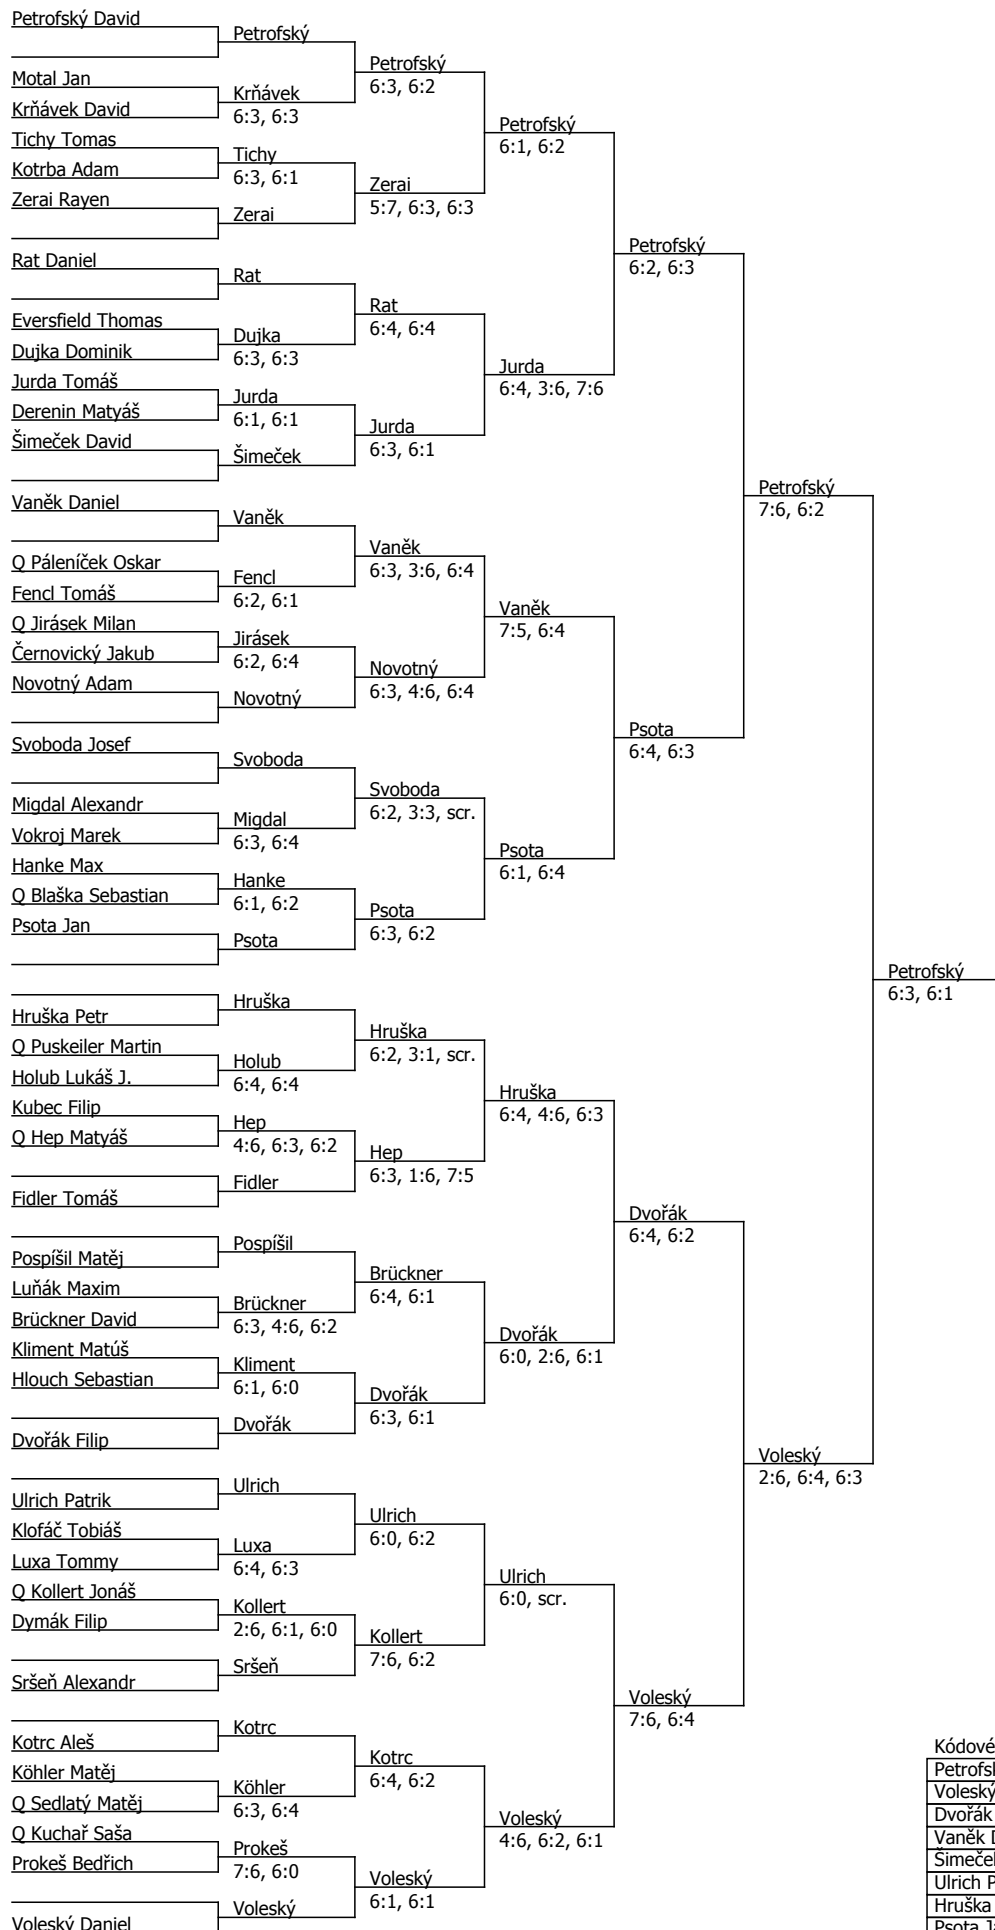 Petrofský David
Motal Jan
Krňávek David
Tichy Tomas
Kotrba Adam
Zerai Rayen
Rat Daniel
Eversfield Thomas
Dujka Dominik
Jurda Tomáš
Derenin Matyáš
Šimeček David
Vaněk Daniel
Q Páleníček Oskar
Fencl Tomáš
Q Jirásek Milan
Černovický Jakub
Novotný Adam
Svoboda Josef
Migdal Alexandr
Vokroj Marek
Hanke Max
Q Blaška Sebastian
Psota Jan
Hruška Petr
Q Puskeiler Martin
Holub Lukáš J.
Kubec Filip
Q Hep Matyáš
Fidler Tomáš
Pospíšil Matěj
Luňák Maxim
Brückner David
Kliment Matúš
Hlouch Sebastian
Dvořák Filip
Ulrich Patrik
Klofáč Tobiáš
Luxa Tommy
Q Kollert Jonáš
Dymák Filip
Sršeň Alexandr
Kotrc Aleš
Köhler Matěj
Q Sedlatý Matěj
Q Kuchař Saša
Prokeš Bedřich
Voleský Daniel
Petrofský
Krňávek
6:3, 6:3
Tichy
6:3, 6:1
Zerai
Rat
Dujka
6:3, 6:3
Jurda
6:1, 6:1
Šimeček
Vaněk
Fencl
6:2, 6:1
Jirásek
6:2, 6:4
Novotný
Svoboda
Migdal
6:3, 6:4
Hanke
6:1, 6:2
Psota
Hruška
Holub
6:4, 6:4
Hep
4:6, 6:3, 6:2
Fidler
Pospíšil
Brückner
6:3, 4:6, 6:2
Kliment
6:1, 6:0
Dvořák
Ulrich
Luxa
6:4, 6:3
Kollert
2:6, 6:1, 6:0
Sršeň
Kotrc
Köhler
6:3, 6:4
Prokeš
7:6, 6:0
Voleský
Petrofský
6:3, 6:2
Zerai
5:7, 6:3, 6:3
Rat
6:4, 6:4
Jurda
6:3, 6:1
Vaněk
6:3, 3:6, 6:4
Novotný
6:3, 4:6, 6:4
Svoboda
6:2, 3:3, scr.
Psota
6:3, 6:2
Hruška
6:2, 3:1, scr.
Hep
6:3, 1:6, 7:5
Brückner
6:4, 6:1
Dvořák
6:3, 6:1
Ulrich
6:0, 6:2
Kollert
7:6, 6:2
Kotrc
6:4, 6:2
Voleský
6:1, 6:1
Petrofský
6:1, 6:2
Jurda
6:4, 3:6, 7:6
Vaněk
7:5, 6:4
Psota
6:1, 6:4
Hruška
6:4, 4:6, 6:3
Dvořák
6:0, 2:6, 6:1
Ulrich
6:0, scr.
Voleský
4:6, 6:2, 6:1
Petrofský
6:2, 6:3
Psota
6:4, 6:3
Dvořák
6:4, 6:2
Voleský
7:6, 6:4
Petrofský
7:6, 6:2
Voleský
2:6, 6:4, 6:3
Petrofský
6:3, 6:1
Kódové
Voleský
Dvořák
Vaněk
Ulrich
Hruška
Psota